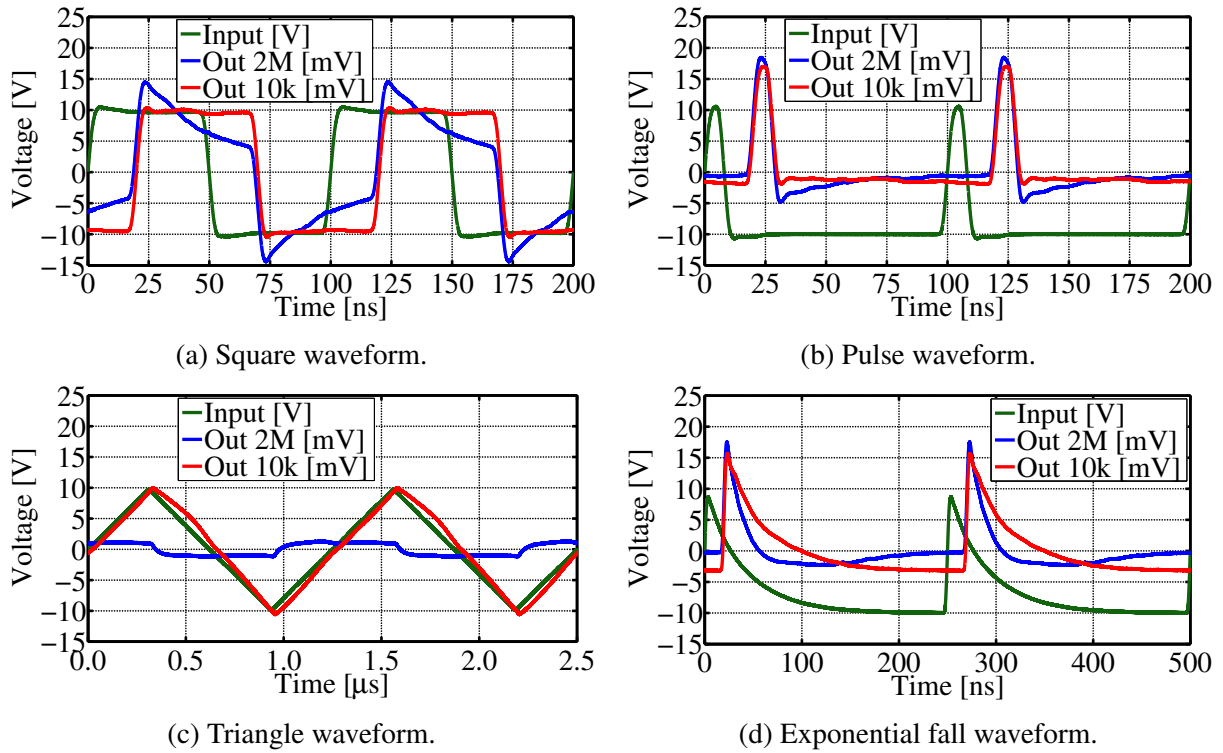 25
20
15
10
5
0
−5
−10
−15
Voltage [V]
Input [V]
Out 2M [mV]
Out 10k [mV]
0 25 50 75 100 125 150 175 200
Time [ns]
(a) Square waveform.
25
20
15
10
5
0
−5
−10
−15
Voltage [V]
Input [V]
Out 2M [mV]
Out 10k [mV]
0 25 50 75 100 125 150 175 200
Time [ns]
(b) Pulse waveform.
25
20
15
10
5
0
−5
−10
−15
Voltage [V]
Input [V]
Out 2M [mV]
Out 10k [mV]
0.0 0.5 1.0 1.5 2.0 2.5
Time [μs]
(c) Triangle waveform.
25
20
15
10
5
0
−5
−10
−15
Voltage [V]
Input [V]
Out 2M [mV]
Out 10k [mV]
0 100 200 300 400 500
Time [ns]
(d) Exponential fall waveform.